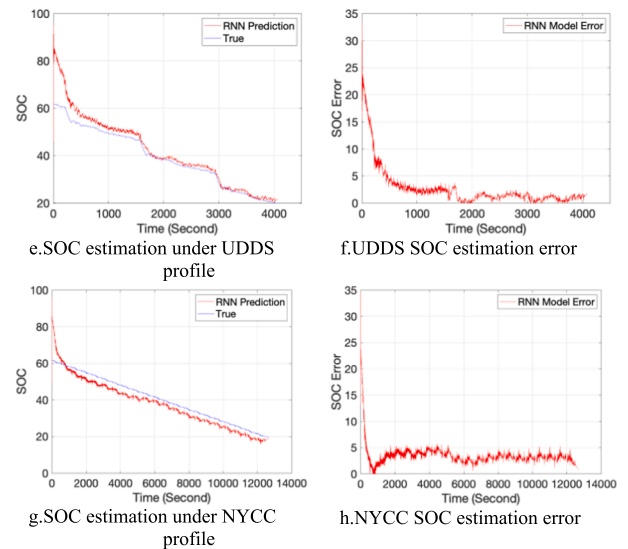 100
80
60
40
20
SOC
RNN Prediction
True
0 1000 2000 3000 4000
Time (Second)
e.SOC estimation under UDDS
profile
35
30
25
20
15
10
5
0
SOC Error
RNN Model Error
0 1000 2000 3000 4000
Time (Second)
f.UDDS SOC estimation error
100
80
60
40
20
0
SOC
RNN Prediction
True
0 2000 4000 6000 8000 10000 12000 14000
Time (Second)
g.SOC estimation under NYCC
profile
35
30
25
20
15
10
5
0
SOC Error
RNN Model Error
0 2000 4000 6000 8000 10000 12000 14000
Time (Second)
h.NYCC SOC estimation error